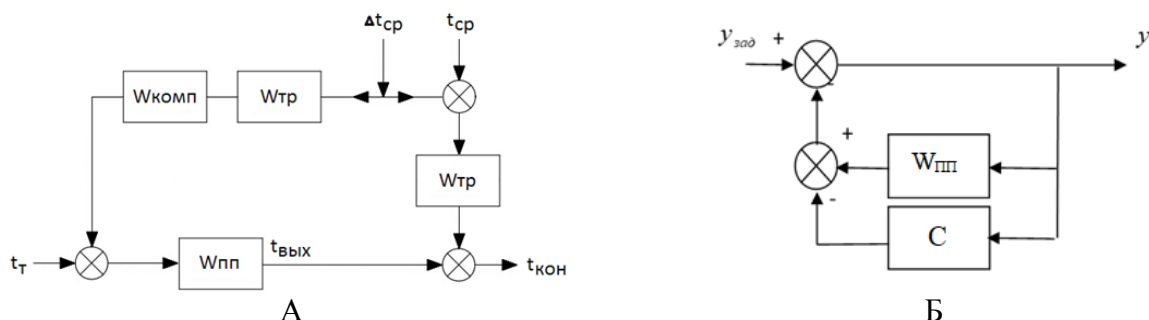 Δtср
tср
Wкомп
Wтр
Wтр
tт
Wпп
tвых
tкон
А
yзад
+
y
-
+
WПП
-
С
Б